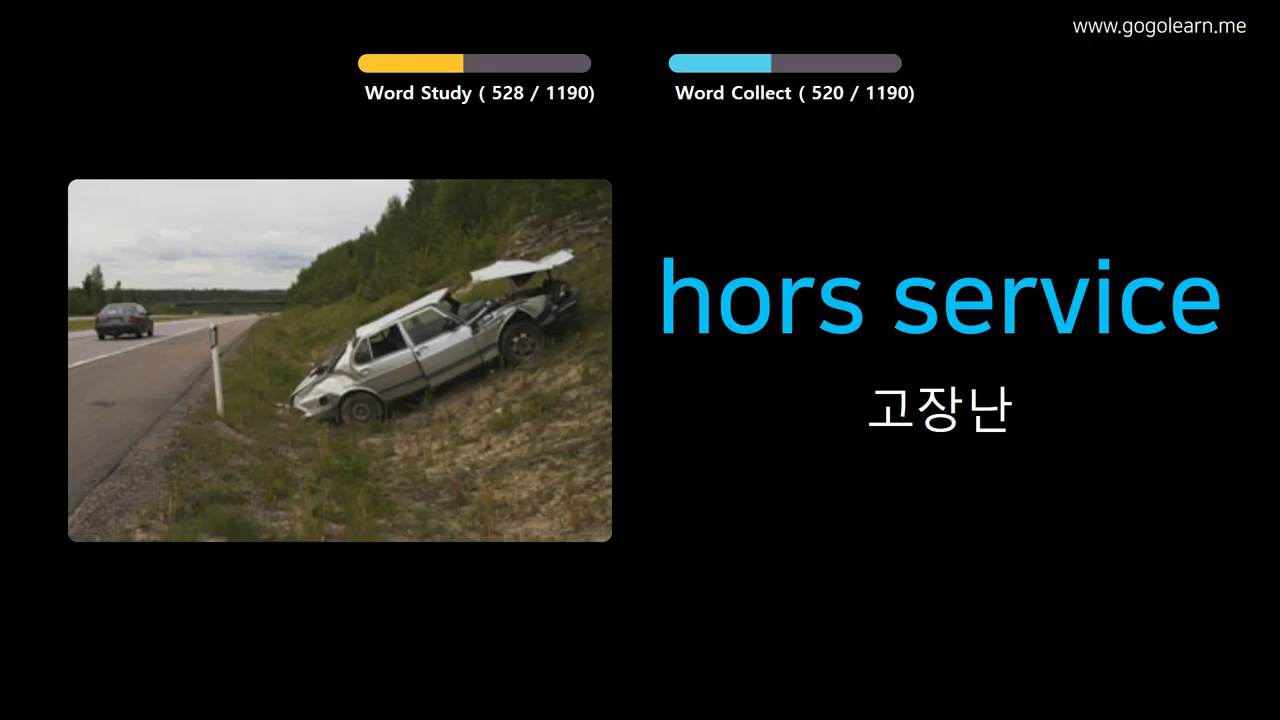 www.gogolearn.me
Word Study ( 528 / 1190)
Word Collect ( 520 / 1190)
hors service
고장난